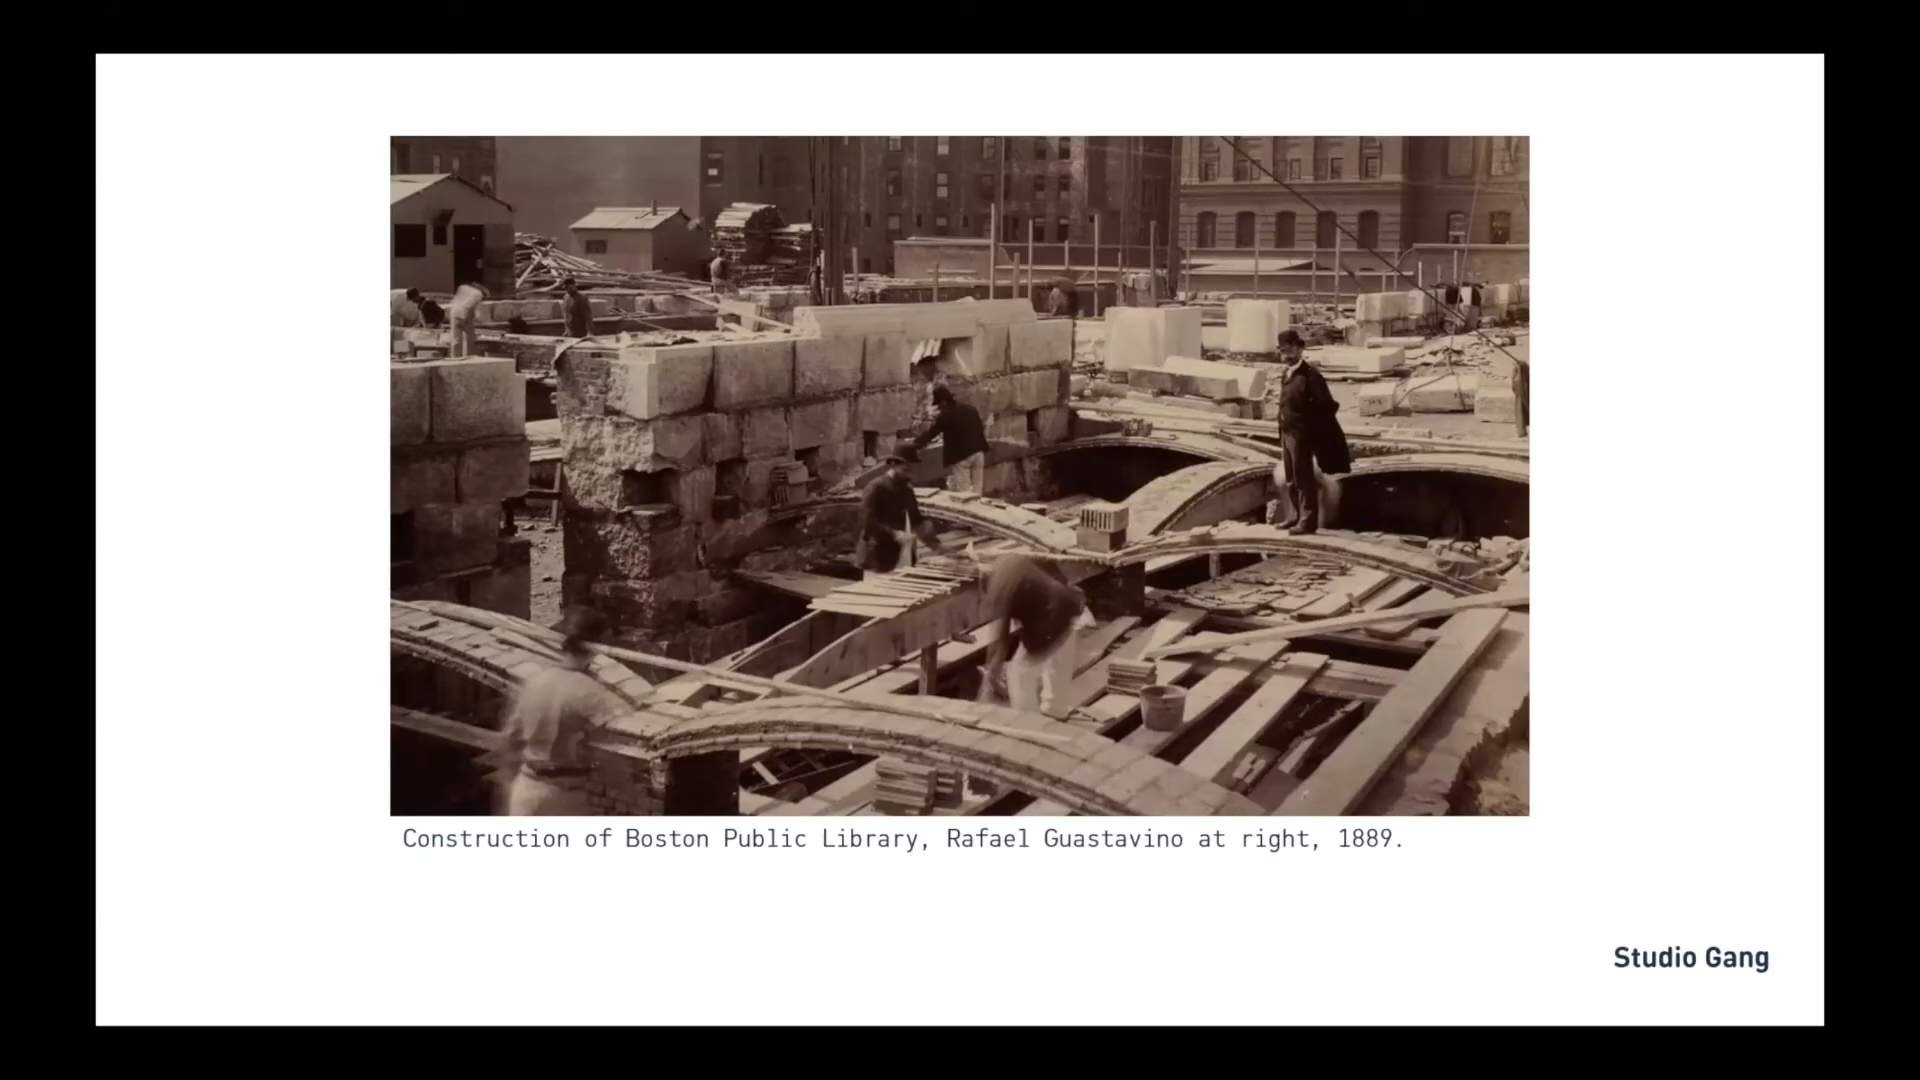 Construction of Boston Public Library, Rafael Guastavino at right, 1889.
Studio Gang